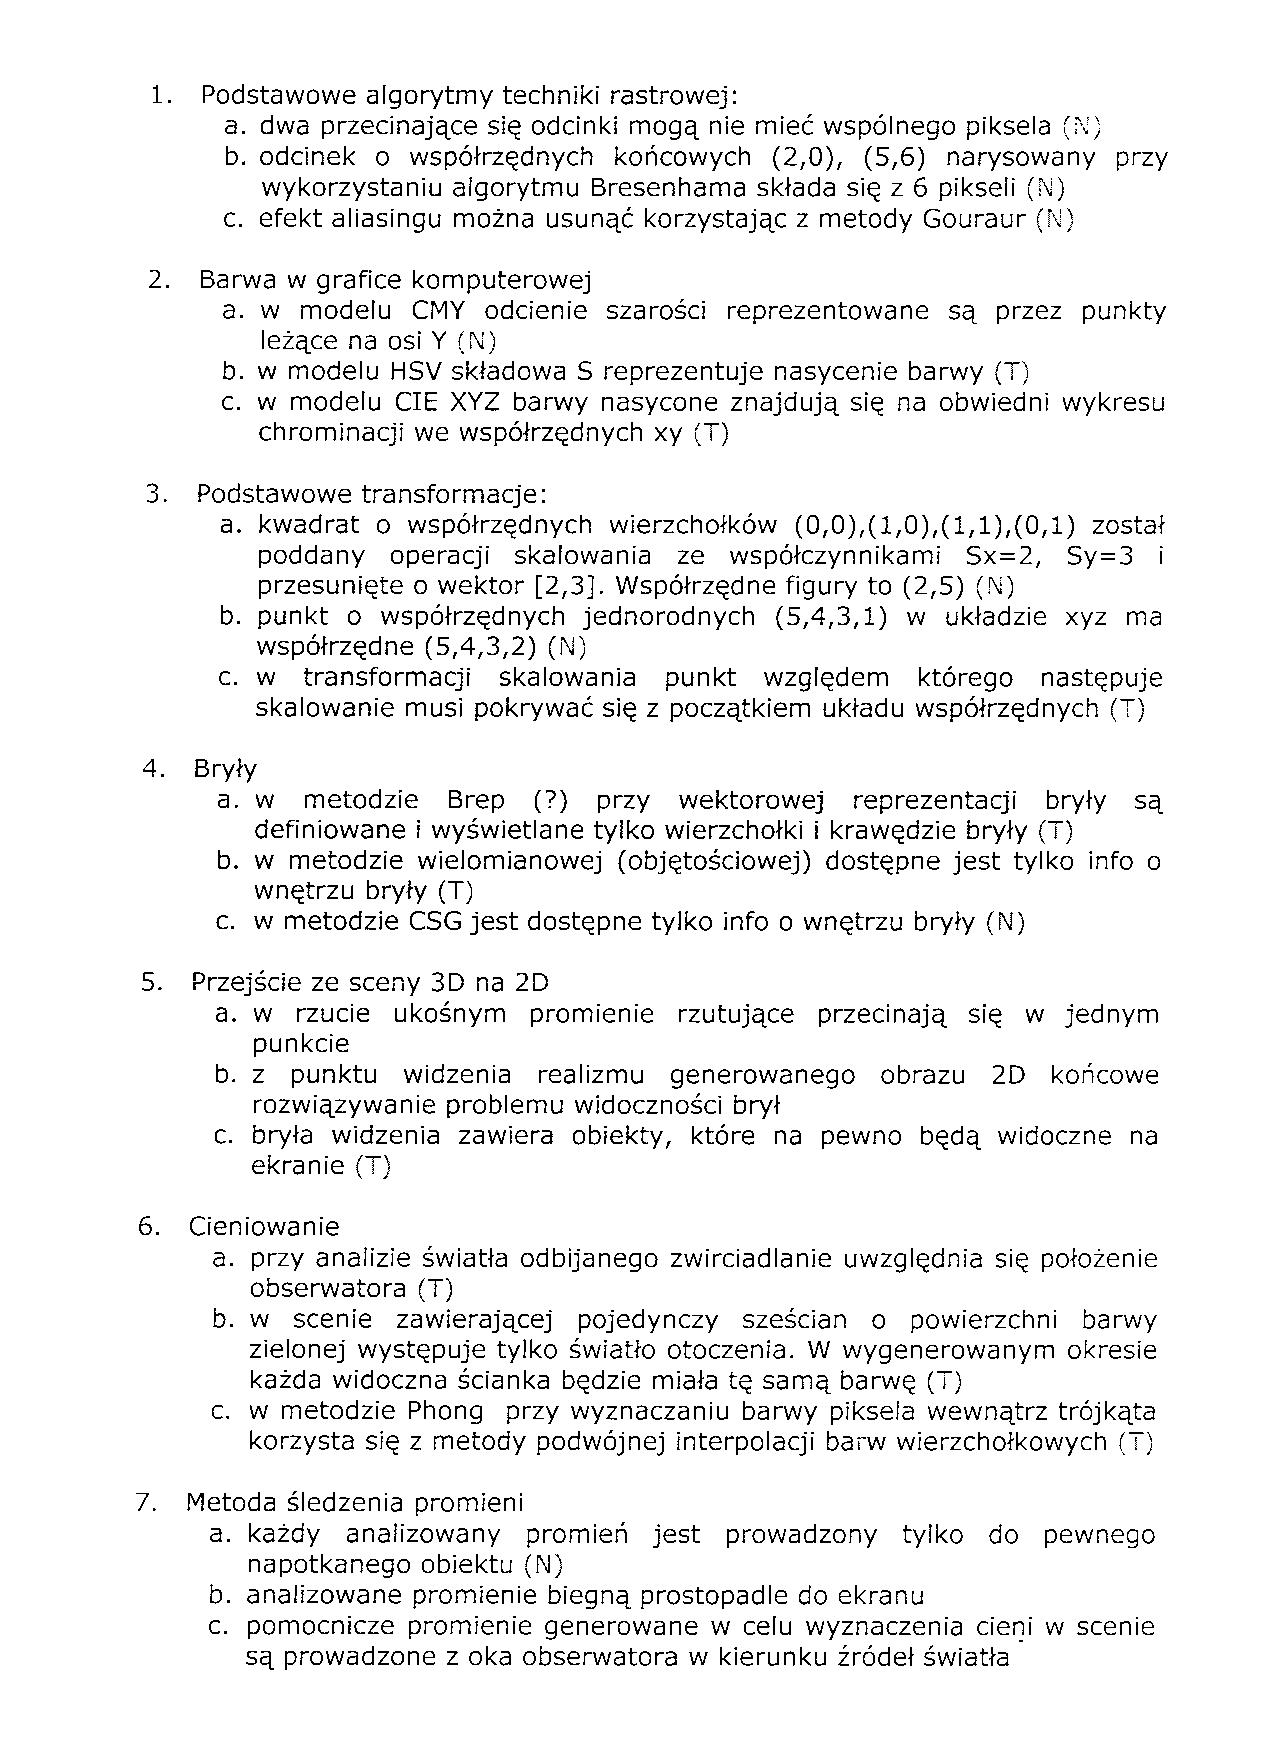 1. Podstawowe algorytmy techniki rastrowej:
a. dwa przecinające się odcinki mogą nie mieć wspólnego piksela (N)
b. odcinek o współrzędnych końcowych (2,0), (5,6) narysowany przy
wykorzystaniu algorytmu Bresenhama składa się z 6 pikseli (N)
c. efekt aliasingu można usunąć korzystając z metody Gouraur (N)
2. Barwa w grafice komputerowej
a. w modelu CMY odcienie szarości reprezentowane są przez punkty
leżące na osi Y (N)
b. w modelu HSV składowa S reprezentuje nasycenie barwy (T)
c. w modelu CIE XYZ barwy nasycone znajdują się na obwiedni wykresu
chrominacji we współrzędnych xy (T)
3. Podstawowe transformacje:
a. kwadrat o współrzędnych wierzchołków (0,0),(1,0),(1,1),(0,1) został
poddany operacji skalowania ze współczynnikami Sx=2, Sy=3 i
przesunięte o wektor [2,3]. Współrzędne figury to (2,5) (N)
b. punkt o współrzędnych jednorodnych (5,4,3,1) w układzie xyz ma
współrzędne (5,4,3,2) (N)
c. w transformacji skalowania punkt względem którego następuje
skalowanie musi pokrywać się z początkiem układu współrzędnych (T)
4. Bryły
a. w metodzie Brep (?) przy wektorowej reprezentacji bryły są
definiowane i wyświetlane tylko wierzchołki i krawędzie bryły (T)
b. w metodzie wielomianowej (objętościowej) dostępne jest tylko info o
wnętrzu bryły (T)
c. w metodzie CSG jest dostępne tylko info o wnętrzu bryły (N)
5. Przejście ze sceny 3D na 2D
a. w rzucie ukośnym promienie rzutujące przecinają się w jednym
punkcie
b. z punktu widzenia realizmu generowanego obrazu 2D końcowe
rozwiązywanie problemu widoczności brył
c. bryła widzenia zawiera obiekty, które na pewno będą widoczne na
ekranie (T)
6. Cieniowanie
a. przy analizie światła odbijanego zwirciadlanie uwzględnia się położenie
obserwatora (T)
b. w scenie zawierającej pojedynczy sześcian o powierzchni barwy
zielonej występuje tylko światło otoczenia. W wygenerowanym okresie
każda widoczna ścianka będzie miała tę samą barwę (T)
c. w metodzie Phong przy wyznaczaniu barwy piksela wewnątrz trójkąta
korzysta się z metody podwójnej interpolacji barw wierzchołkowych (T)
7. Metoda śledzenia promieni
a. każdy analizowany promień jest prowadzony tylko do pewnego
napotkanego obiektu (N)
b. analizowane promienie biegną prostopadle do ekranu
c. pomocnicze promienie generowane w celu wyznaczenia cieni w scenie
są prowadzone z oka obserwatora w kierunku źródeł światła